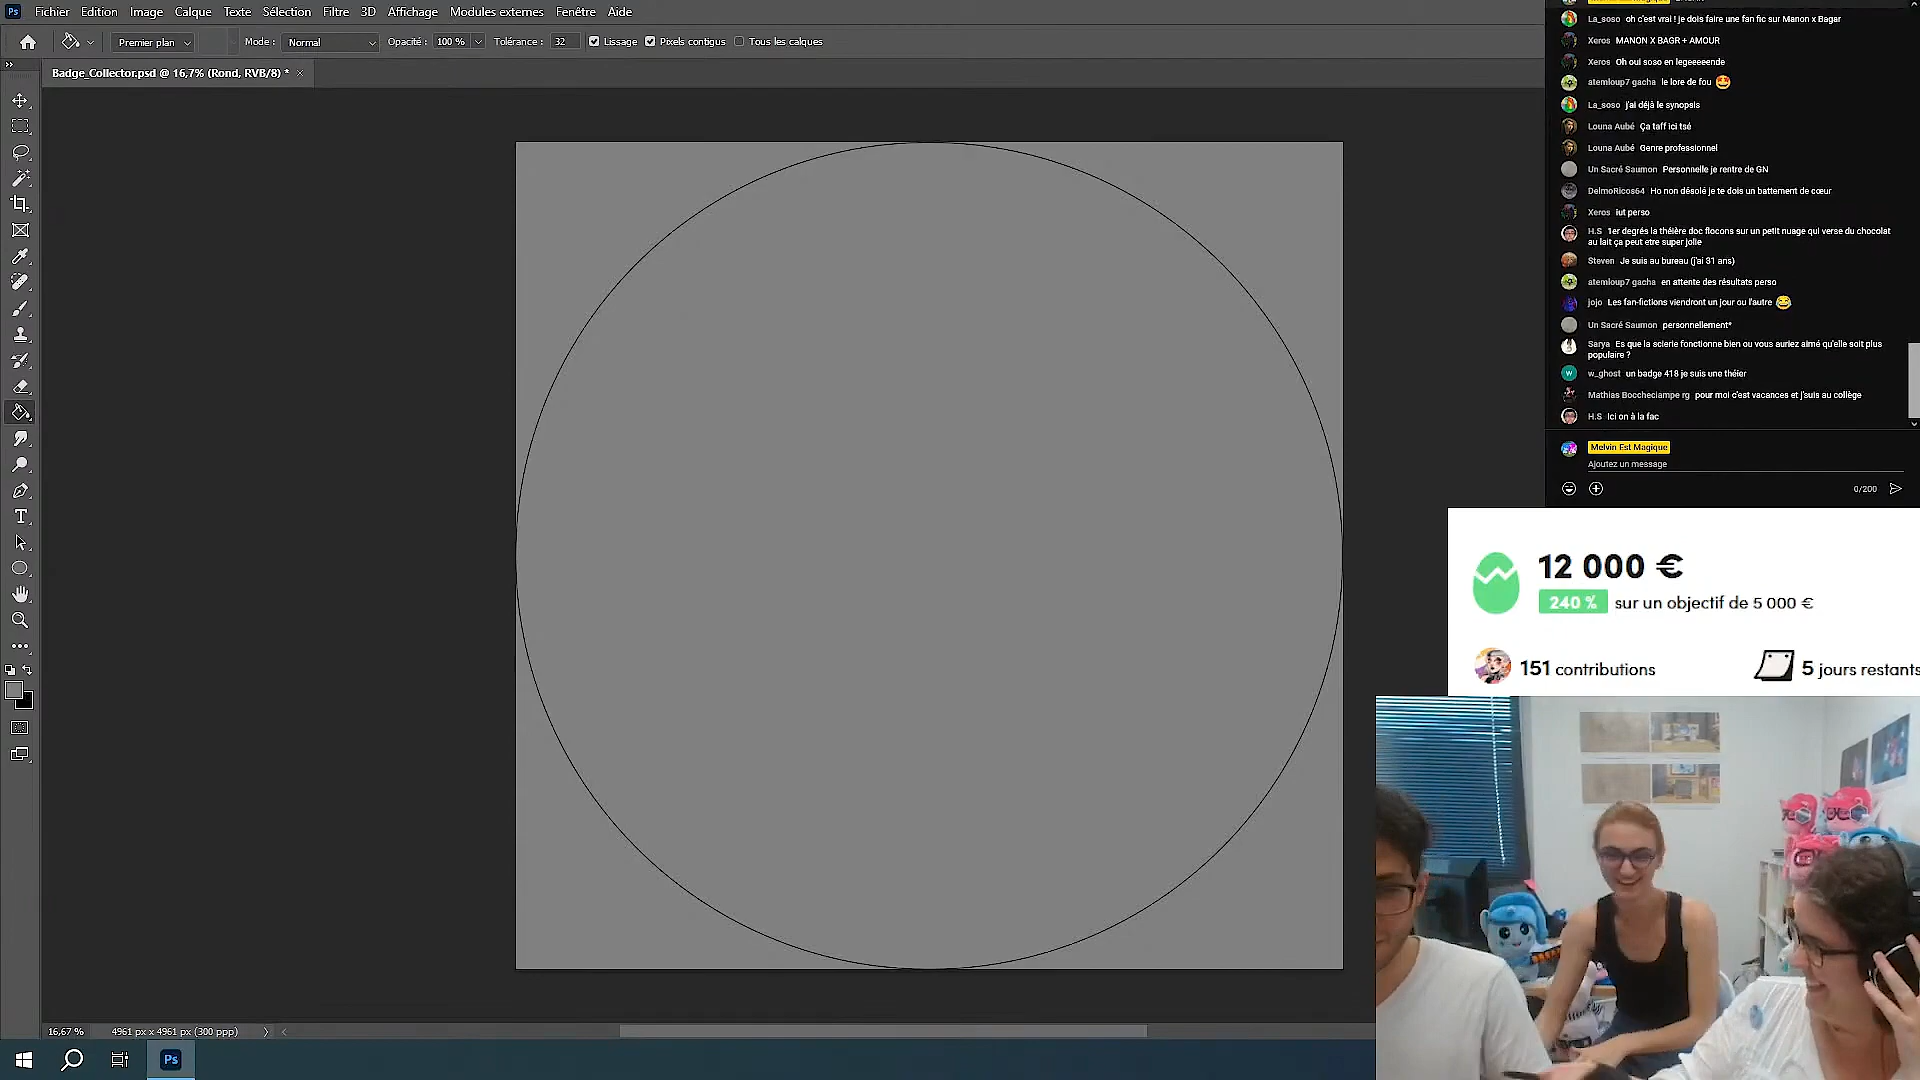 Ps Fichier Edition Image Calque Texte Sélection Filtre 3D Affichage Modules externes Fenêtre Aide
Premier plan Mode : Normal Opacité : 100 % Tolérance : 32 Lissage Pixels contigus Tous les calques
Badge_Collector.psd @ 16,7% (Rond, RVB/8) *
La_soso oh c'est vrai ! je dois faire une fan fic sur Manon x Bagar
Xeros MANON X BAGR + AMOUR
Xeros Oh oui soso en legeeeeende
atemloup7 gacha le lore de fou
La_soso j'ai déjà le synopsis
Louna Aubé Ça taff ici tsé
Louna Aubé Genre professionnel
Un Sacré Saumon Personnelle je rentre de GN
DelmoRicos64 Ho non désolé je te dois un battement de cœur
Xeros iut perso
H.S 1er degrés la théière doc flocons sur un petit nuage qui verse du chocolat
au lait ça peut etre super jolie
Steven Je suis au bureau (j'ai 31 ans)
atemloup7 gacha en attente des résultats perso
jojo Les fan-fictions viendront un jour ou l'autre
Un Sacré Saumon personnellement*
Sarya Es que la scierie fonctionne bien ou vous auriez aimé qu'elle soit plus
populaire ?
W w_ghost un badge 418 je suis une théier
Mathias Boccheciampe rg pour moi c'est vacances et j'suis au collège
H.S Ici on à la fac
Melvin Est Magique
Ajoutez un message
0/200
12 000 €
240 % sur un objectif de 5 000 €
151 contributions 5 jours restants
16,67 % 4961 px x 4961 px (300 ppp)
Ps